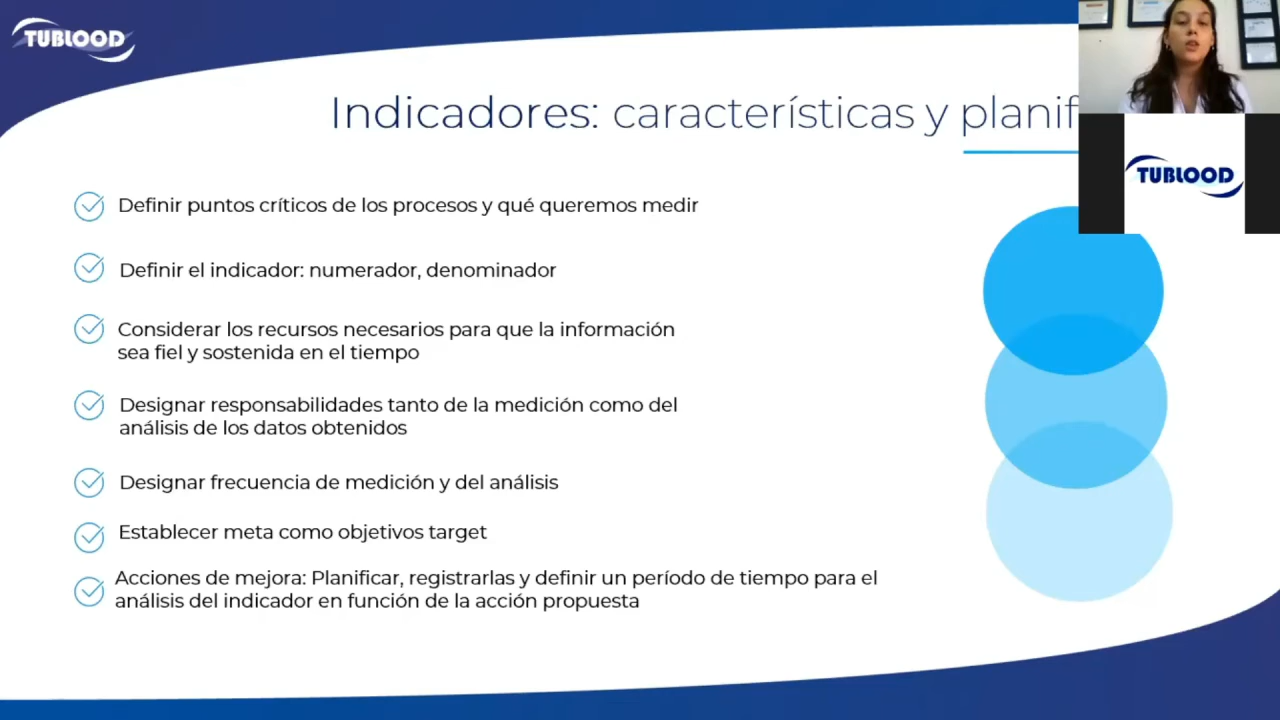 TUBLOOD
Indicadores: características y planif
TUBLOOD
Definir puntos críticos de los procesos y qué queremos medir
Definir el indicador: numerador, denominador
Considerar los recursos necesarios para que la información
sea fiel y sostenida en el tiempo
Designar responsabilidades tanto de la medición como del
análisis de los datos obtenidos
Designar frecuencia de medición y del análisis
Establecer meta como objetivos target
Acciones de mejora: Planificar, registrarlas y definir un período de tiempo para el
análisis del indicador en función de la acción propuesta